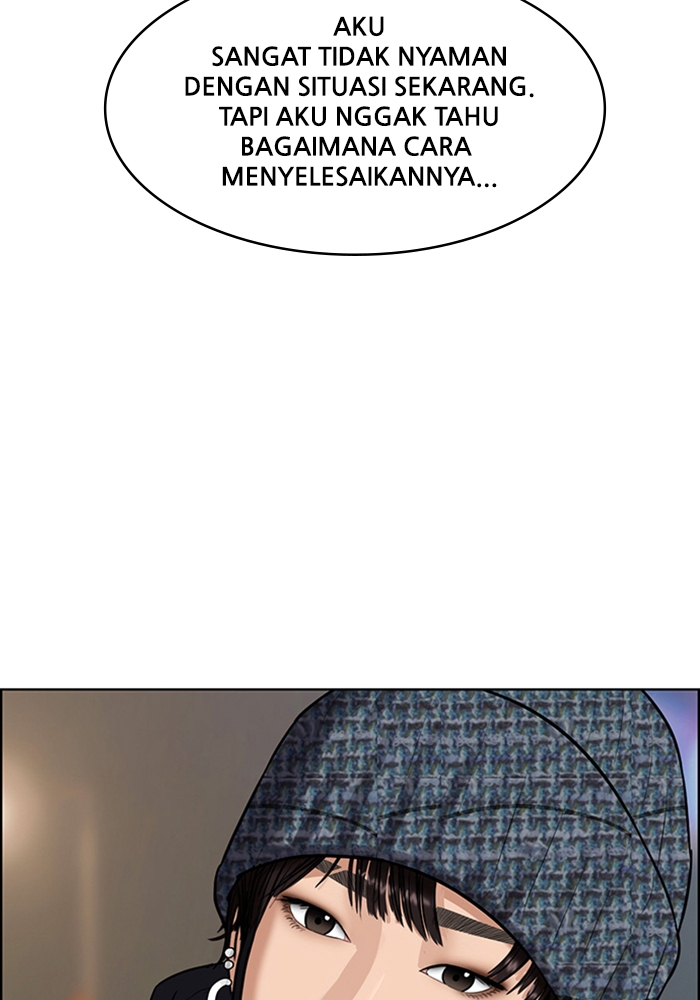 AKU
SANGAT TIDAK NYAMAN
DENGAN SITUASI SEKARANG.
TAPI AKU NGGAK TAHU
BAGAIMANA CARA
MENYELESAIKANNYA...